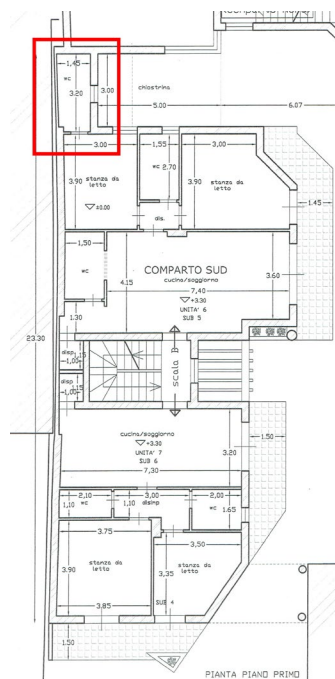 1,45
wc
3.20
3.00
chiostrina
5.00
6.07
3.00
1,55
3,00
wc
2.70
3.90
stanza da
letto
±0.00
3.90
stanza da
letto
dis.
1.45
1,50
wc
COMPARTO SUD
cucina/soggiorno
7,40
+3.30
UNITA' 6
SUB 5
4.15
3.60
1.30
disp.
1,00
1.15
23.30
disp
1,00
1.15
scala B
cucina/soggiorno
+3.30
UNITA' 7
SUB 6
7,30
3.20
1.50
2,10
wc
1,10
3,00
disimp
1,10
2,00
wc
1.65
3.75
3.90
stanza da
letto
3.85
3,50
stanza da
letto
3,35
SUB 4
1.50
PIANTA PIANO PRIMO